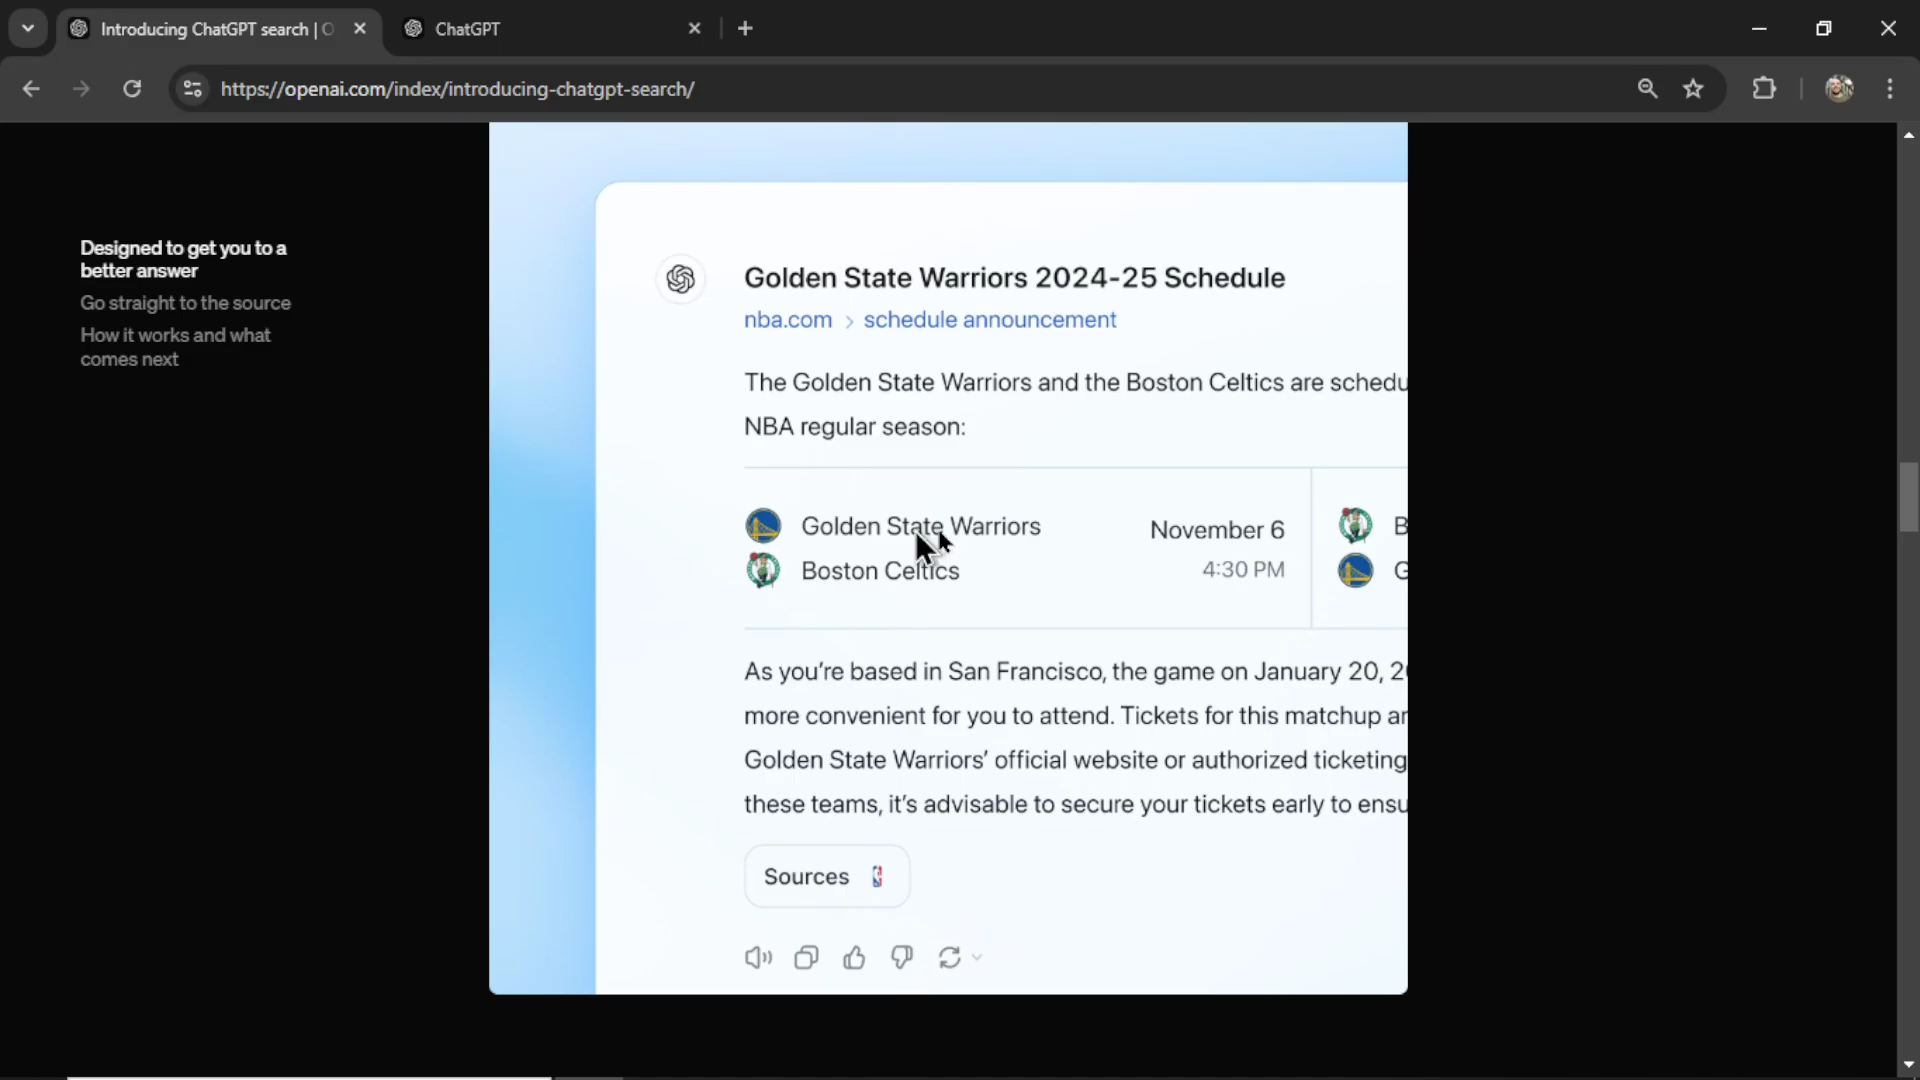 Introducing ChatGPT search | O
ChatGPT
https://openai.com/index/introducing-chatgpt-search/
Designed to get you to a
better answer
Go straight to the source
How it works and what
comes next
Golden State Warriors 2024-25 Schedule
nba.com > schedule announcement
The Golden State Warriors and the Boston Celtics are schedu
NBA regular season:
Golden State Warriors
November 6
B
Boston Celtics
4:30 PM
G
As you're based in San Francisco, the game on January 20, 2
more convenient for you to attend. Tickets for this matchup ar
Golden State Warriors' official website or authorized ticketing
these teams, it's advisable to secure your tickets early to ensu
Sources